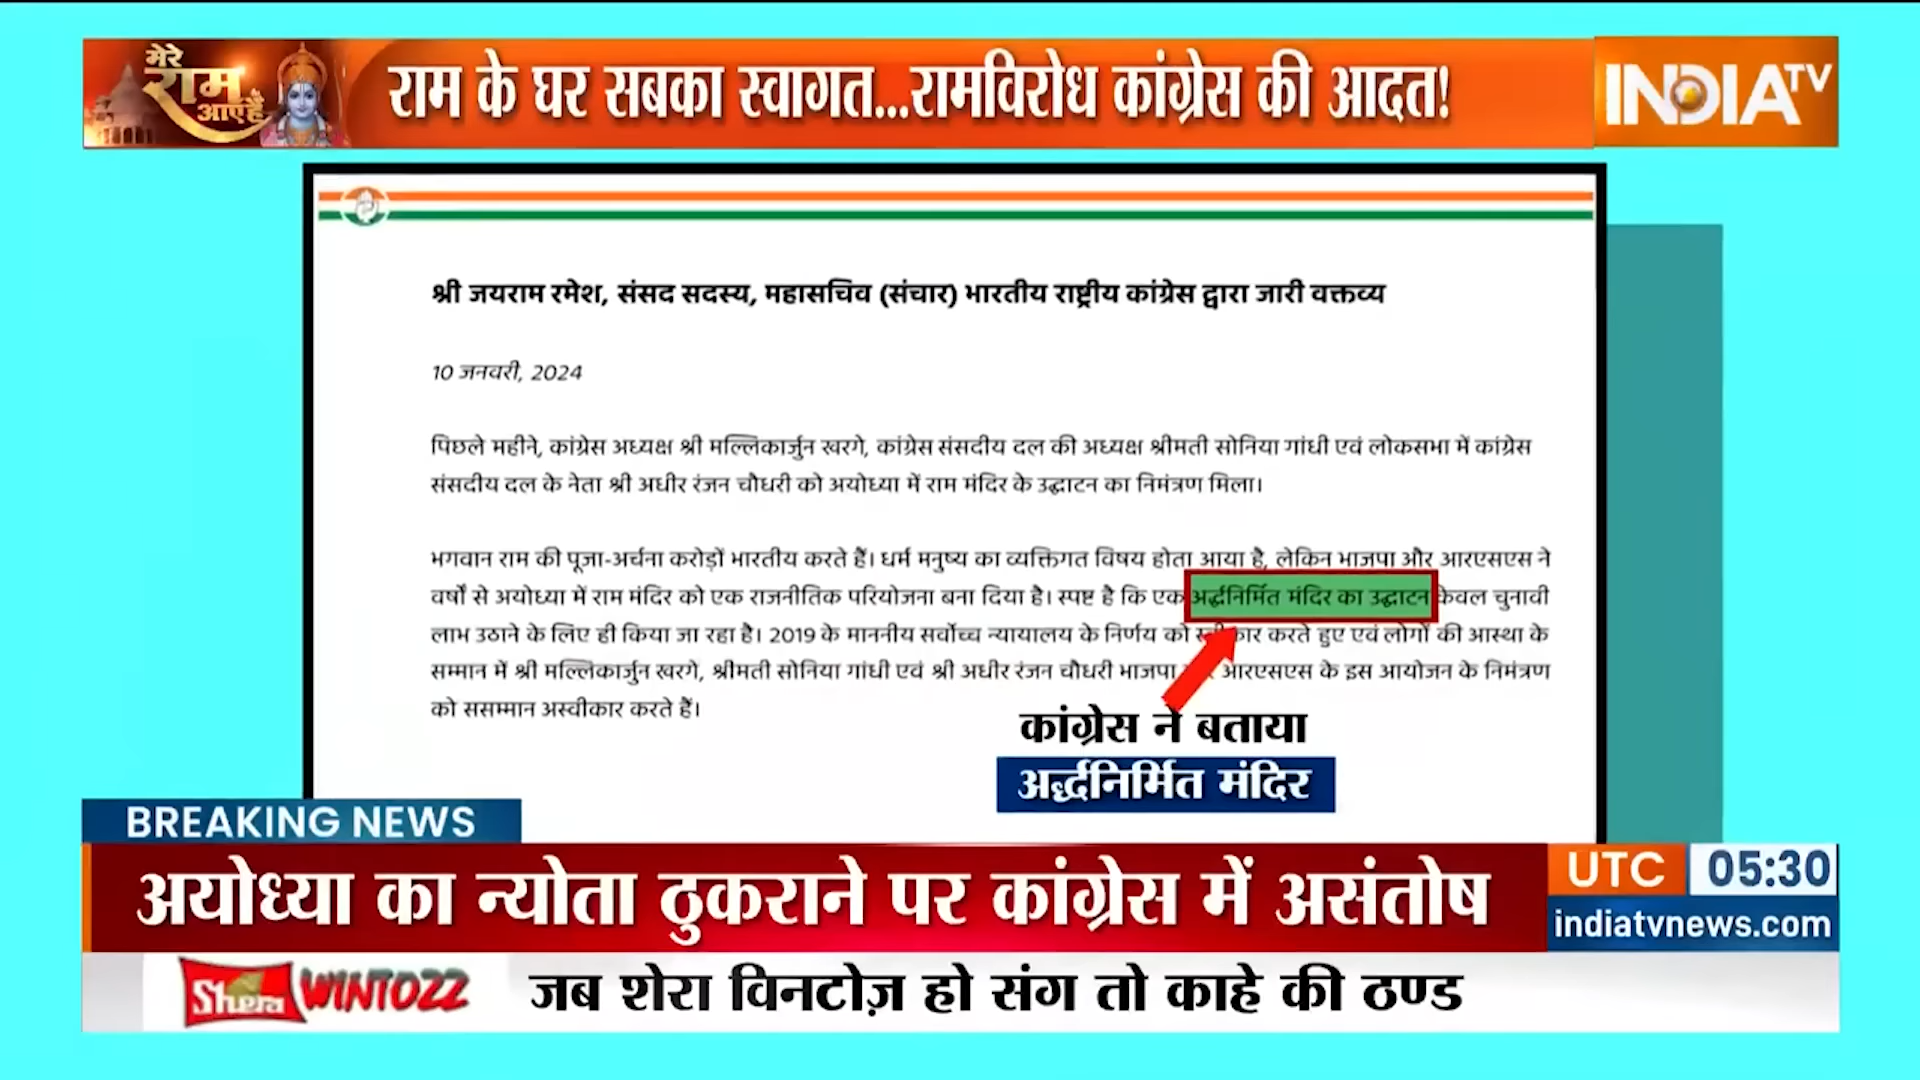 मेरे
राम
आए हैं
राम के घर सबका स्वागत...रामविरोध कांग्रेस की आदत!
INDIA TV
श्री जयराम रमेश, संसद सदस्य, महासचिव (संचार) भारतीय राष्ट्रीय कांग्रेस द्वारा जारी वक्तव्य
10 जनवरी, 2024
पिछले महीने, कांग्रेस अध्यक्ष श्री मल्लिकार्जुन खरगे, कांग्रेस संसदीय दल की अध्यक्ष श्रीमती सोनिया गांधी एवं लोकसभा में कांग्रेस
संसदीय दल के नेता श्री अधीर रंजन चौधरी को अयोध्या में राम मंदिर के उद्घाटन का निमंत्रण मिला।
भगवान राम की पूजा-अर्चना करोड़ों भारतीय करते हैं। धर्म मनुष्य का व्यक्तिगत विषय होता आया है, लेकिन भाजपा और आरएसएस ने
वर्षों से अयोध्या में राम मंदिर को एक राजनीतिक परियोजना बना दिया है। स्पष्ट है कि एक अर्द्धनिर्मित मंदिर का उद्घाटन केवल चुनावी
लाभ उठाने के लिए ही किया जा रहा है। 2019 के माननीय सर्वोच्च न्यायालय के निर्णय को स्वीकार करते हुए एवं लोगों की आस्था के
सम्मान में श्री मल्लिकार्जुन खरगे, श्रीमती सोनिया गांधी एवं श्री अधीर रंजन चौधरी भाजपा आरएसएस के इस आयोजन के निमंत्रण
को ससम्मान अस्वीकार करते हैं।
कांग्रेस ने बताया
अर्द्धनिर्मित मंदिर
BREAKING NEWS
अयोध्या का न्योता ठुकराने पर कांग्रेस में असंतोष
UTC 05:30
indiatvnews.com
Shera WINTOZZ जब शेरा विनटोज़ हो संग तो काहे की ठण्ड